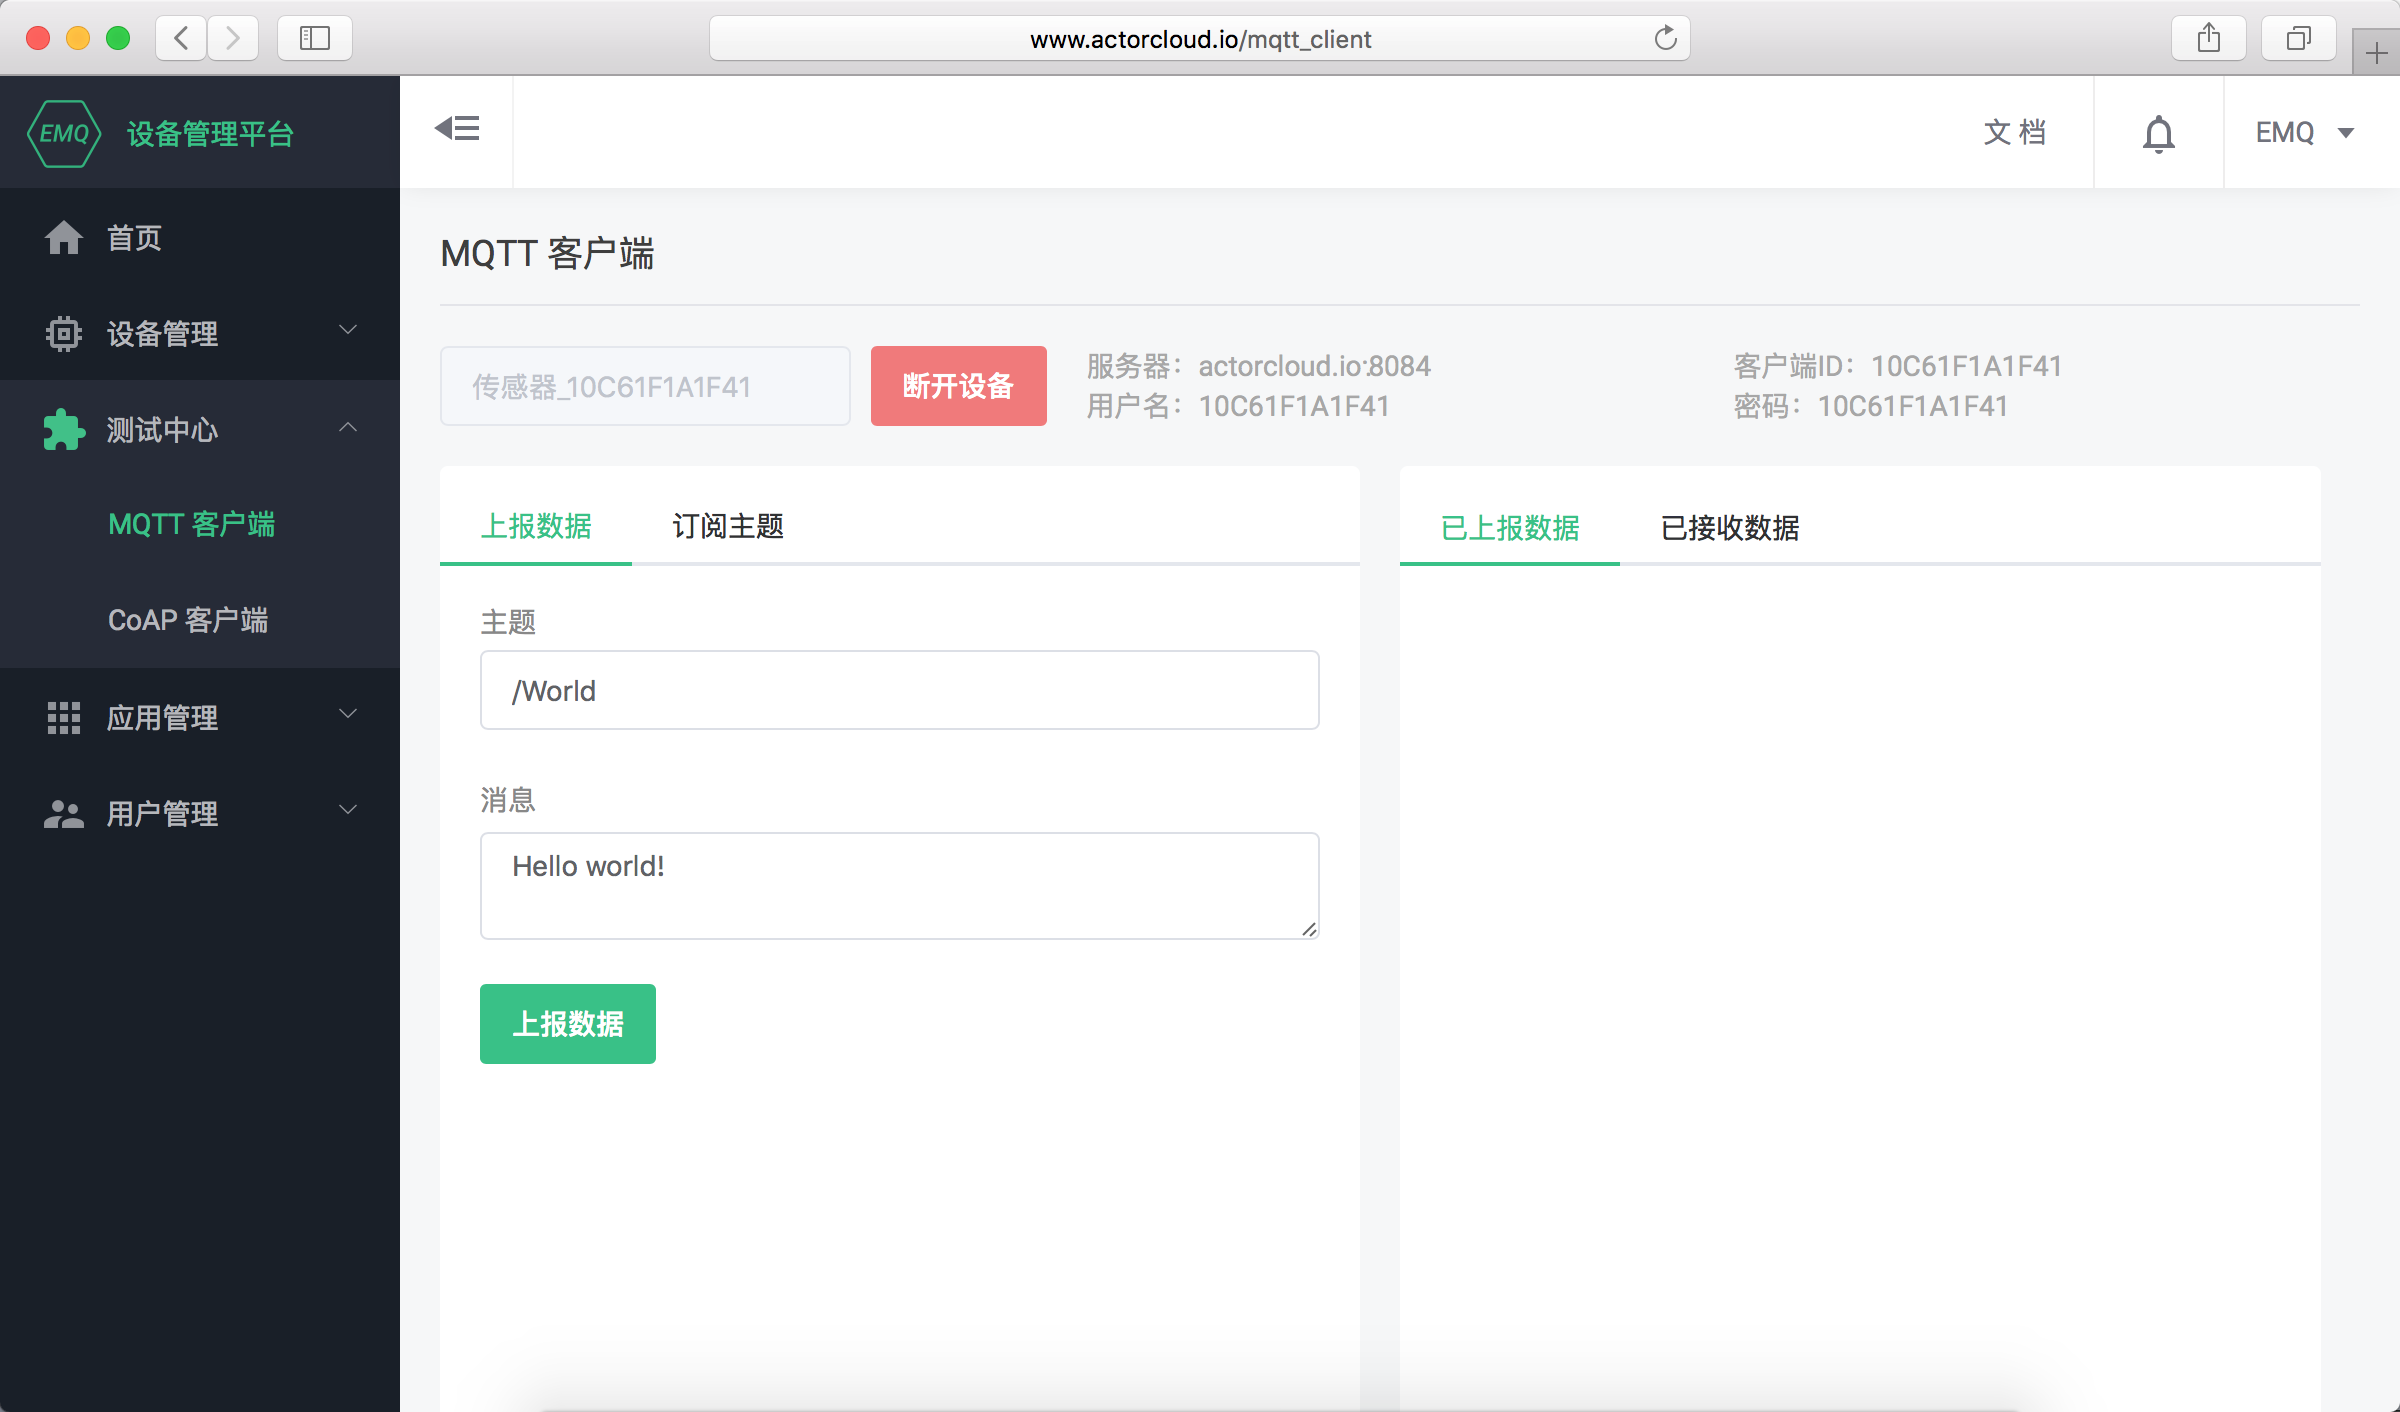 www.actorcloud.io/mqtt_client
EMQ 设备管理平台
文档
EMQ
首页
设备管理
测试中心
MQTT 客户端
CoAP 客户端
应用管理
用户管理
MQTT 客户端
传感器_10C61F1A1F41
断开设备
服务器：actorcloud.io:8084
用户名：10C61F1A1F41
客户端ID：10C61F1A1F41
密码：10C61F1A1F41
上报数据 订阅主题
主题
/World
消息
Hello world!
上报数据
已上报数据 已接收数据